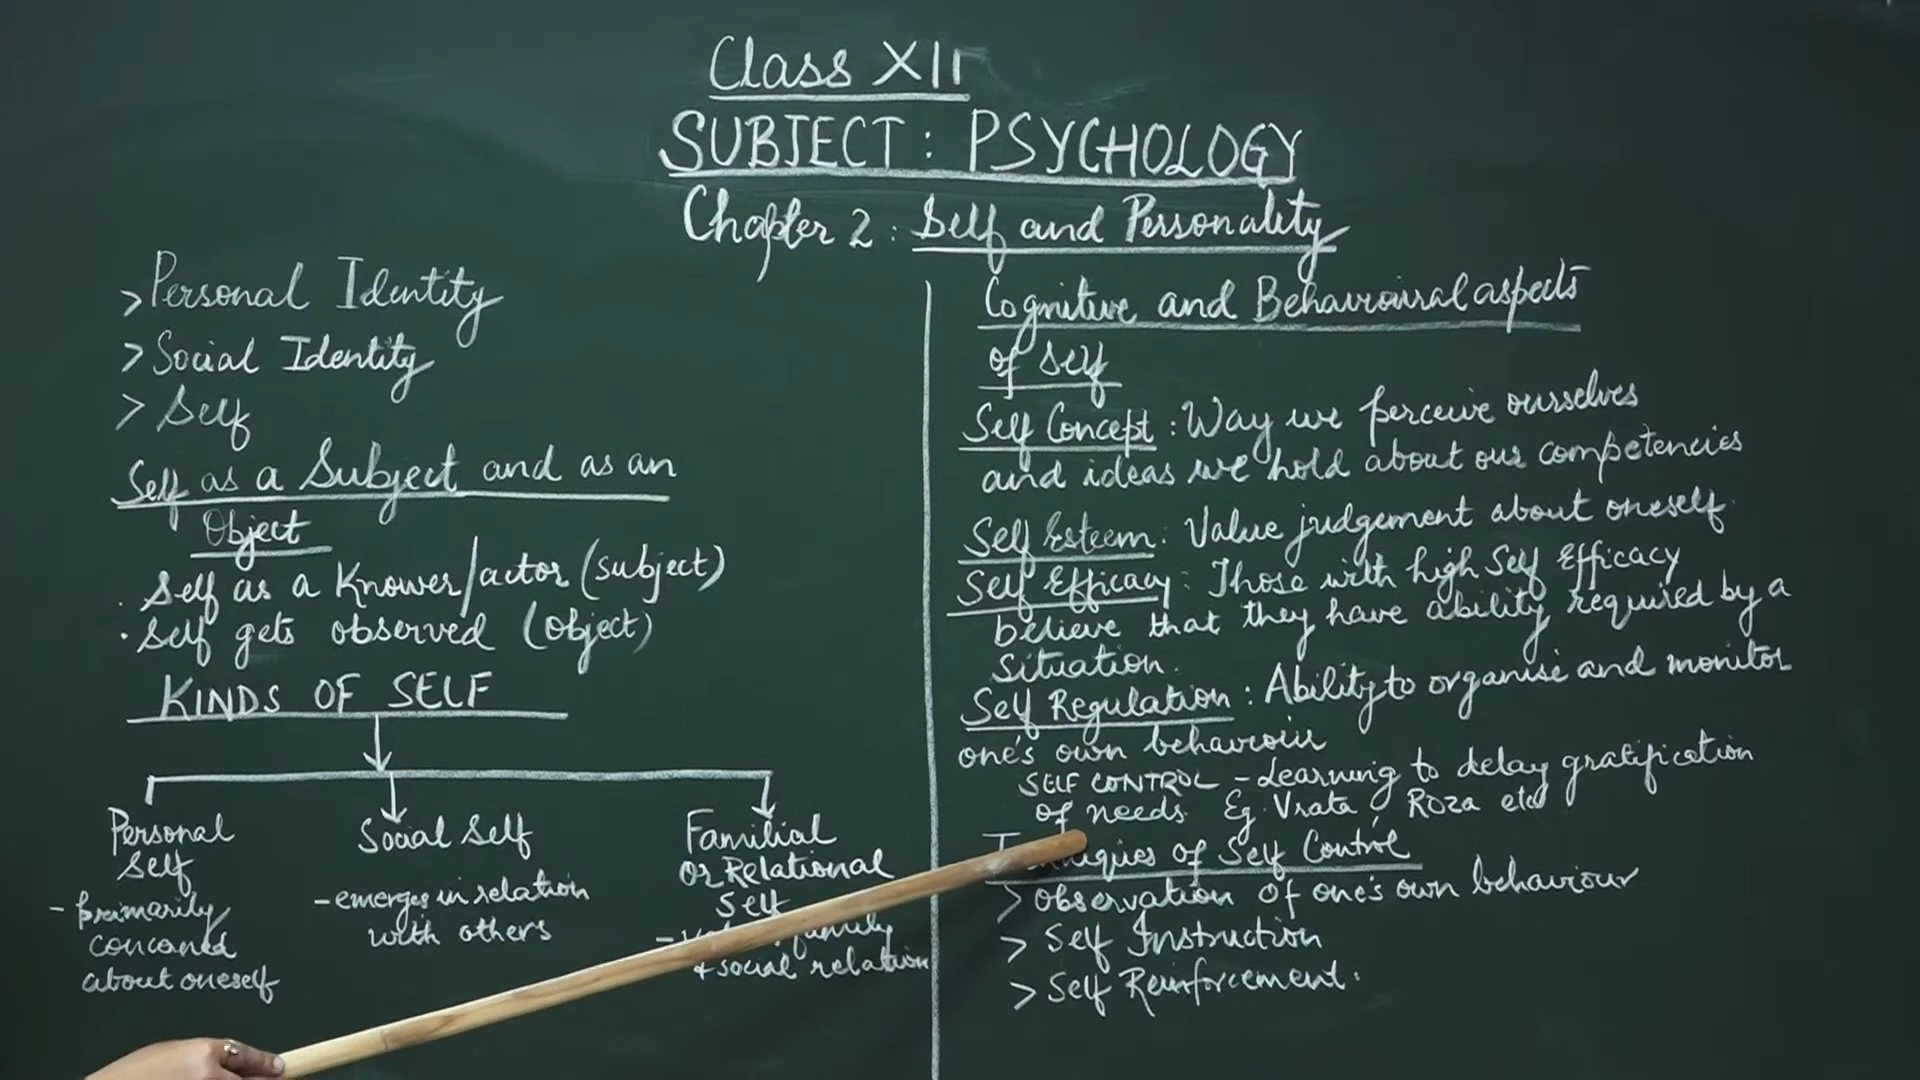 Class XII
SUBJECT: PSYCHOLOGY
Chapter 2: Self and Personality
> Personal Identity
> Social Identity
> Self
Self as a Subject and as an
Object
. Self as a Knower/actor (subject)
. Self gets observed (object)
KINDS OF SELF
Personal
Self
- primarily
concerned
about oneself
Social Self
- emerges in relation
with others
Familial
or Relational
Self
- family
+ social relation
Cognitive and Behavioural aspects
of Self
Self Concept: Way we perceive ourselves
and ideas we hold about our competencies
Self Esteem: Value judgement about oneself
Self Efficacy: Those with high Self Efficacy
believe that they have ability required by a
situation.
Self Regulation: Ability to organise and monitor
one's own behaviour
SELF CONTROL - Learning to delay gratification
of needs. Eg. Vrata, Roza etc
of Self Control
> Observation of one's own behaviour
> Self Instruction
> Self Reinforcement.